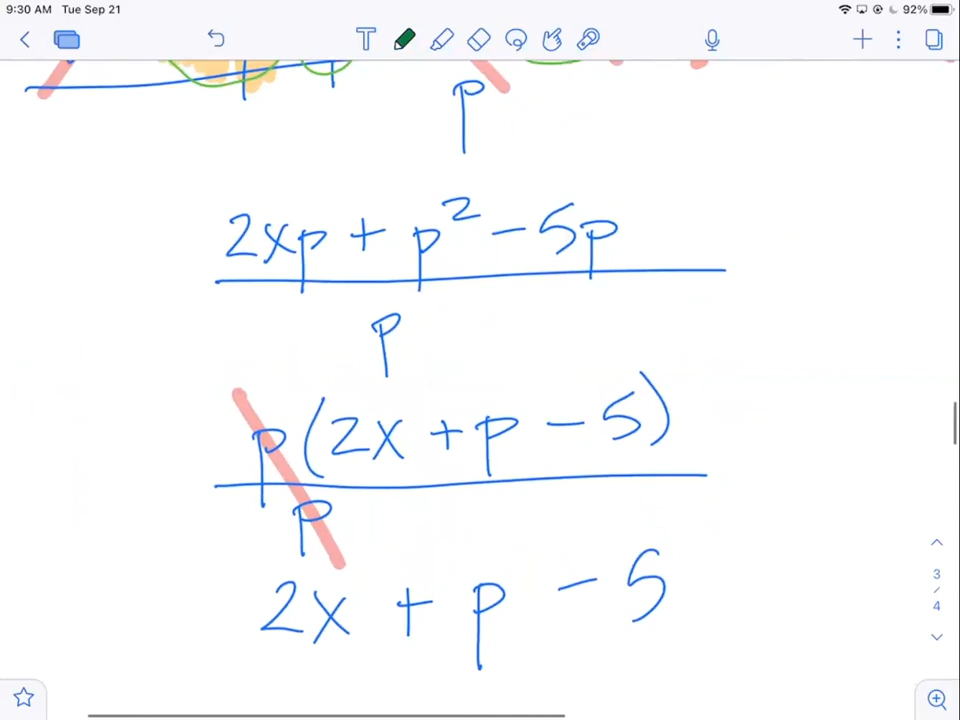 9:30 AM Tue Sep 21
92%
p
2xp + p² - 5p
p
p(2x + p - 5)
p
2x + p - 5
3
/
4